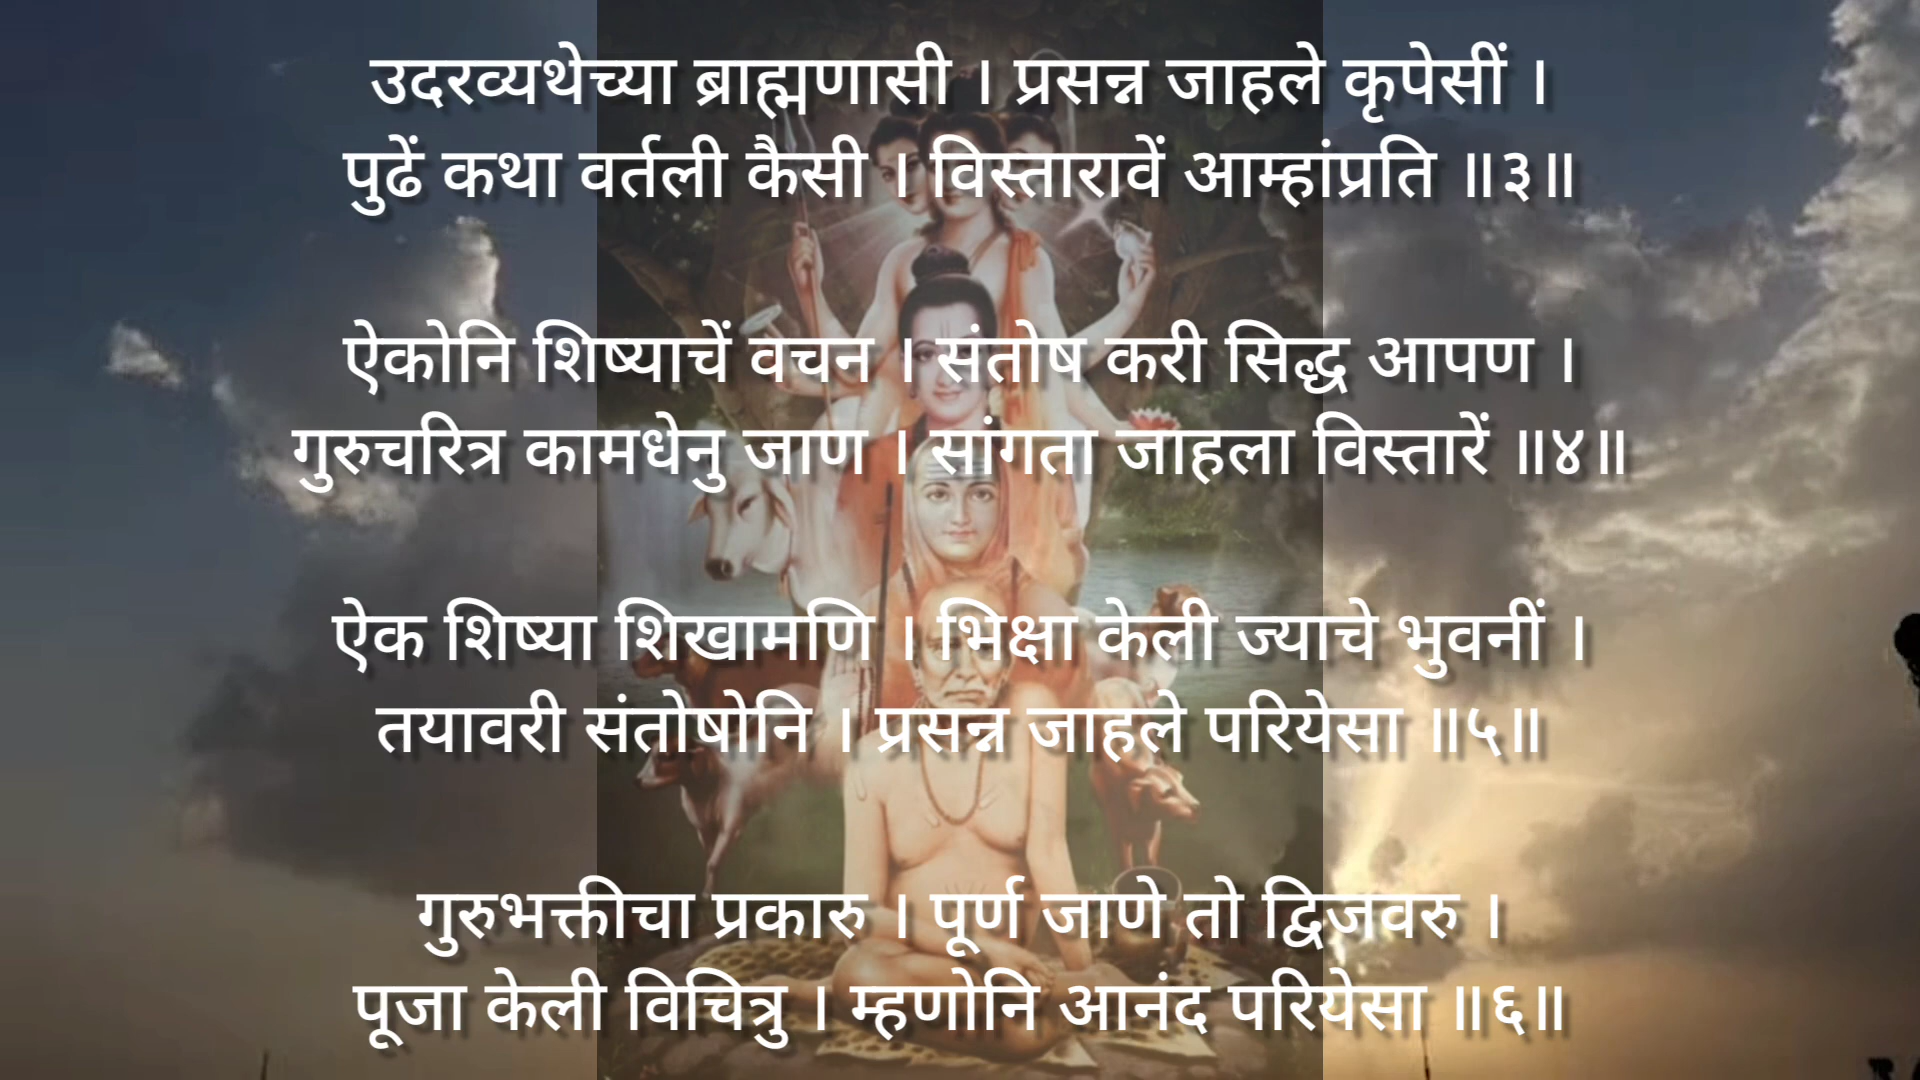 उदरव्यथेच्या ब्राह्मणासी । प्रसन्न जाहले कृपेसीं ।
पुढें कथा वर्तली कैसी । विस्तारावें आम्हांप्रति ॥३॥
ऐकोनि शिष्याचें वचन । संतोष करी सिद्ध आपण ।
गुरुचरित्र कामधेनु जाण । सांगता जाहला विस्तारें ॥४॥
ऐक शिष्या शिखामणि । भिक्षा केली ज्याचे भुवनीं ।
तयावरी संतोषोनि । प्रसन्न जाहले परियेसा ॥५॥
गुरुभक्तीचा प्रकारु । पूर्ण जाणे तो द्विजवरु ।
पूजा केली विचित्रु । म्हणोनि आनंद परियेसा ॥६॥